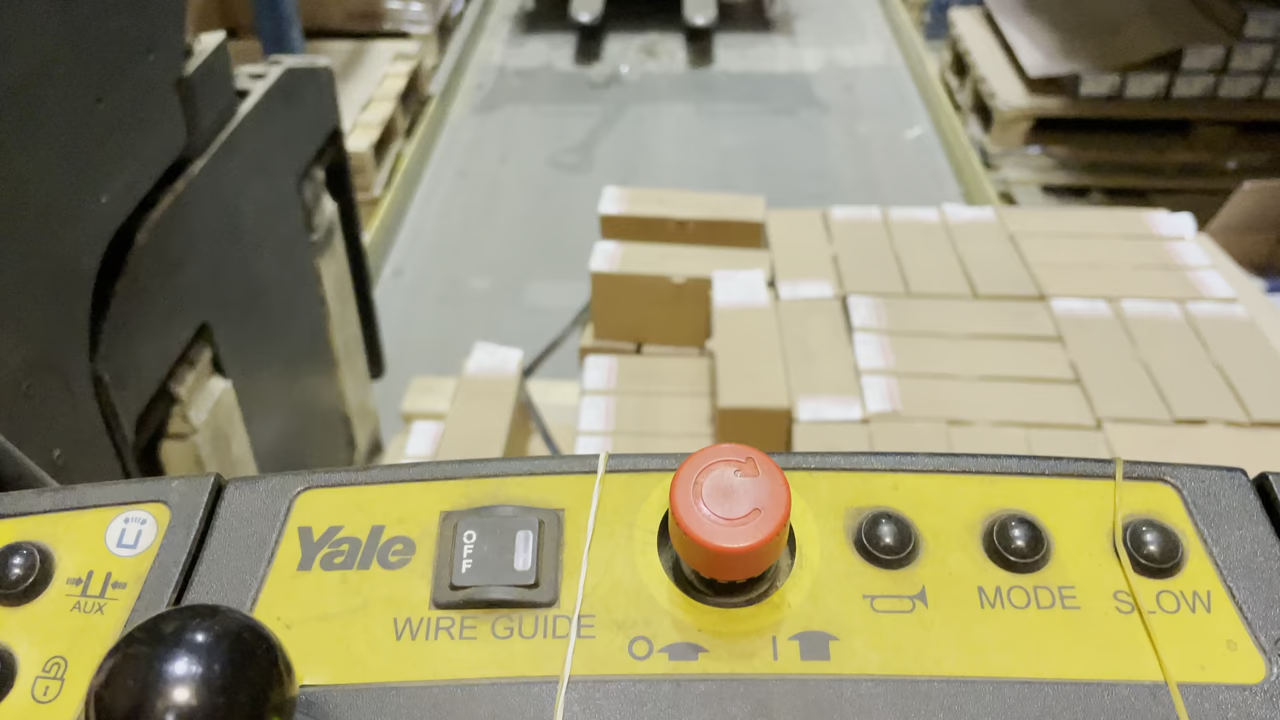 Yale
OFF
WIRE GUIDE
O
I
MODE
SLOW
AUX